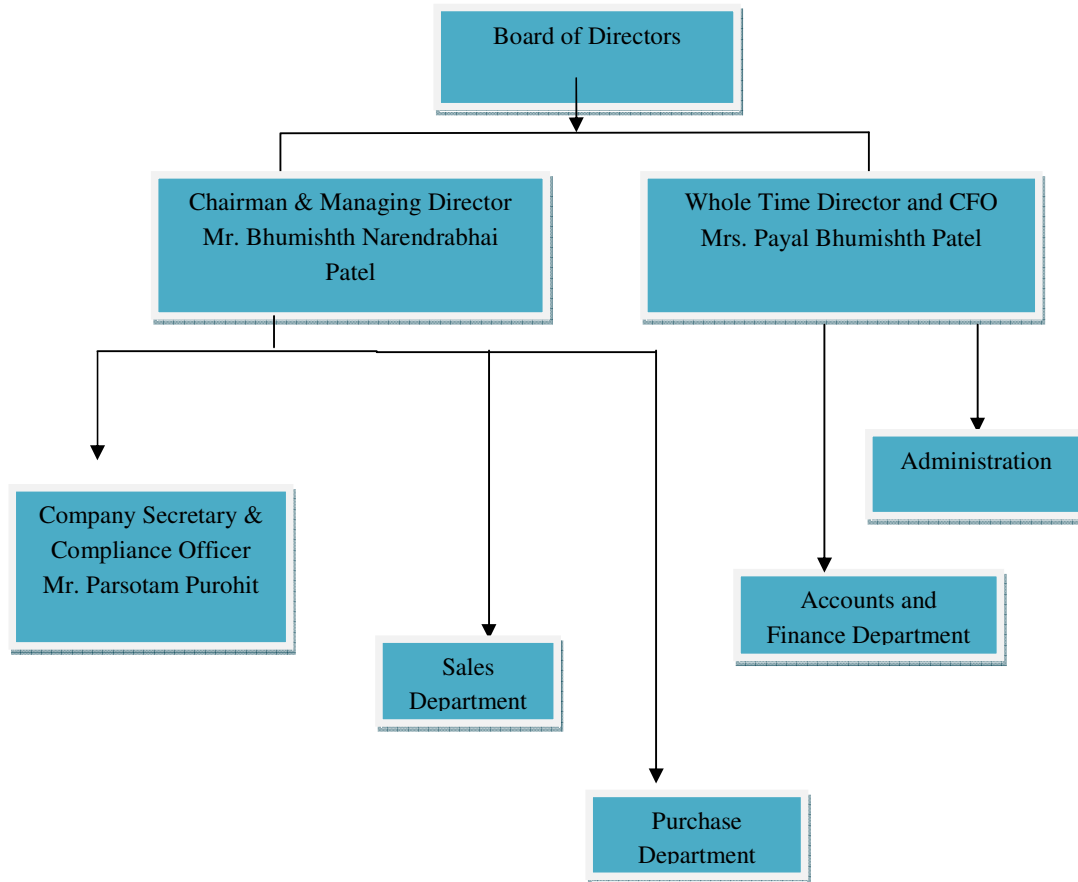 Board of Directors
Chairman & Managing Director
Mr. Bhumishth Narendrabhai
Patel
Whole Time Director and CFO
Mrs. Payal Bhumishth Patel
Administration
Company Secretary &
Compliance Officer
Mr. Parsotam Purohit
Accounts and
Finance Department
Sales
Department
Purchase
Department